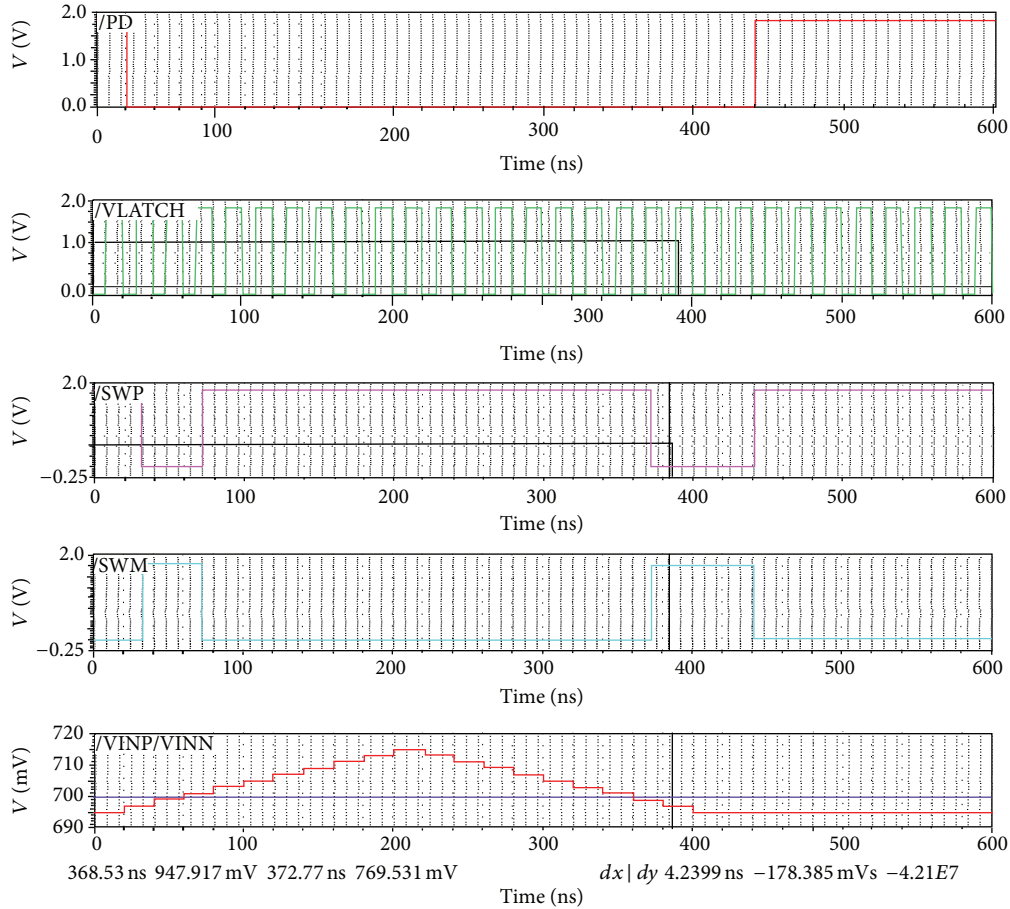 /PD
V (V)
2.0
1.0
0.0
0 100 200 300 400 500 600
Time (ns)
/VLATCH
V (V)
2.0
1.0
0.0
0 100 200 300 400 500 600
Time (ns)
/SWP
V (V)
2.0
−0.25
0 100 200 300 400 500 600
Time (ns)
/SWM
V (V)
2.0
−0.25
0 100 200 300 400 500 600
Time (ns)
/VINP/VINN
V (mV)
720
710
700
690
0 100 200 300 400 500 600
368.53 ns 947.917 mV 372.77 ns 769.531 mV dx | dy 4.2399 ns −178.385 mVs −4.21E7
Time (ns)